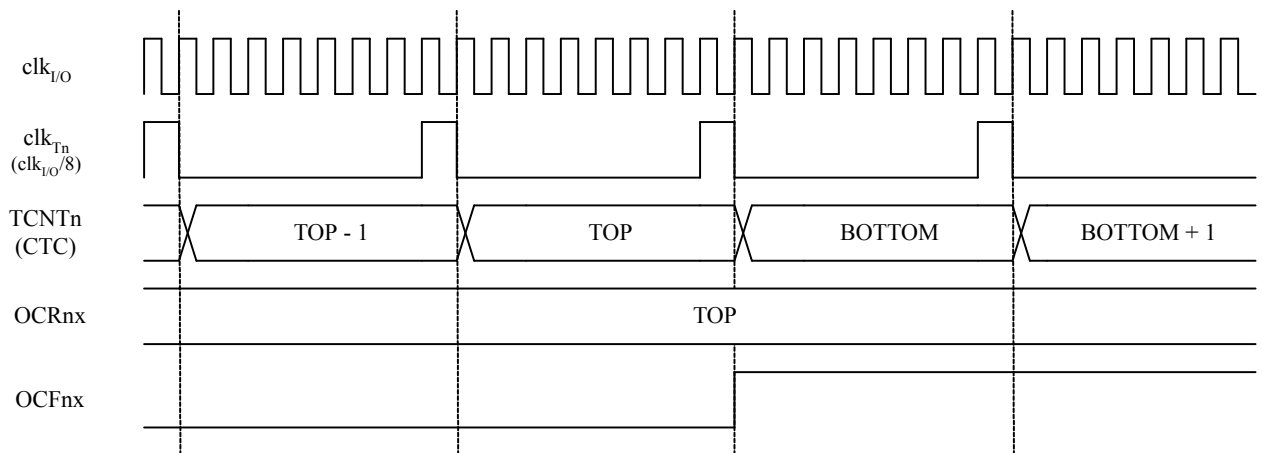 clkI/O
clkTn
(clkI/O/8)
TCNTn
(CTC)
TOP - 1
TOP
BOTTOM
BOTTOM + 1
OCRnx
TOP
OCFnx